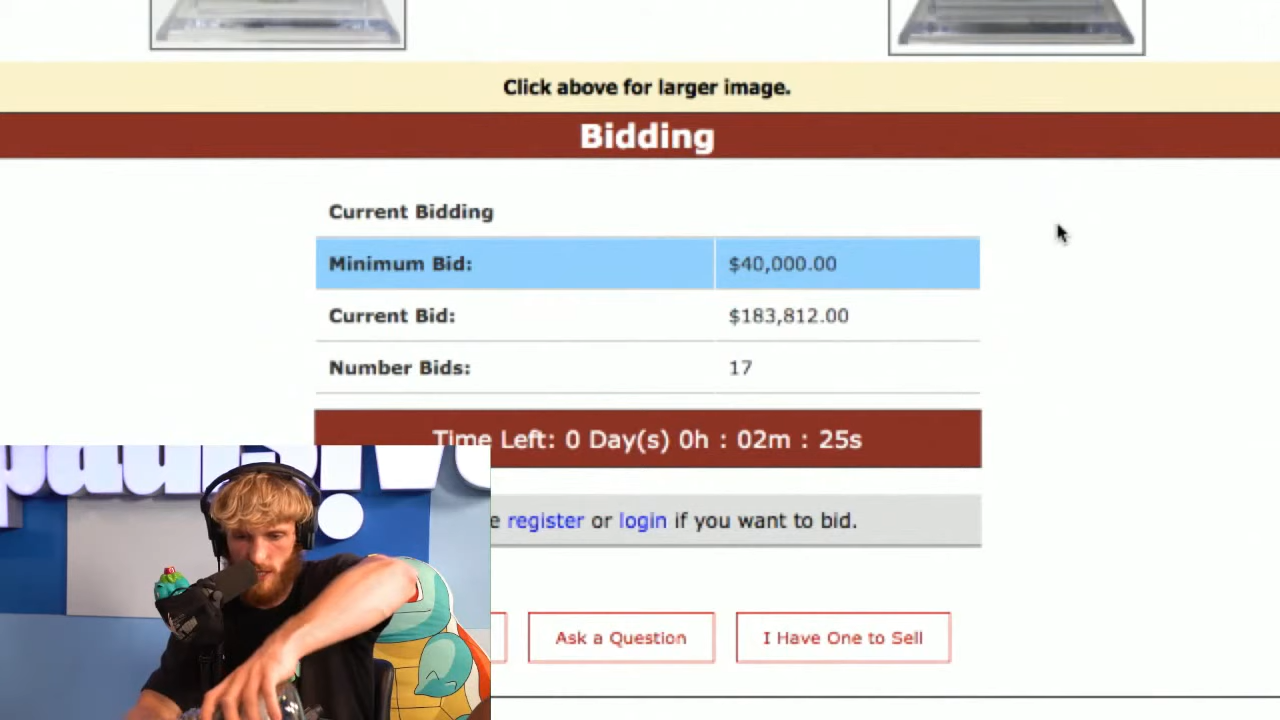 Click above for larger image.
Bidding
Current Bidding
Minimum Bid: $40,000.00
Current Bid: $183,812.00
Number Bids: 17
Time Left: 0 Day(s) 0h : 02m : 25s
register or login if you want to bid.
Ask a Question I Have One to Sell